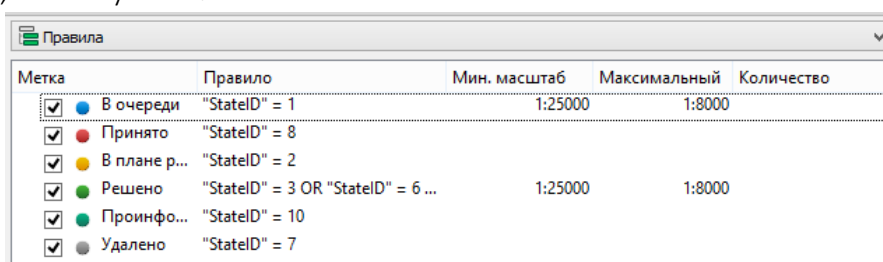 Правила
Метка Правило Мин. масштаб Максимальный Количество
В очереди "StateID" = 1 1:25000 1:8000
Принято "StateID" = 8
В плане р... "StateID" = 2
Решено "StateID" = 3 OR "StateID" = 6 ... 1:25000 1:8000
Проинфо... "StateID" = 10
Удалено "StateID" = 7